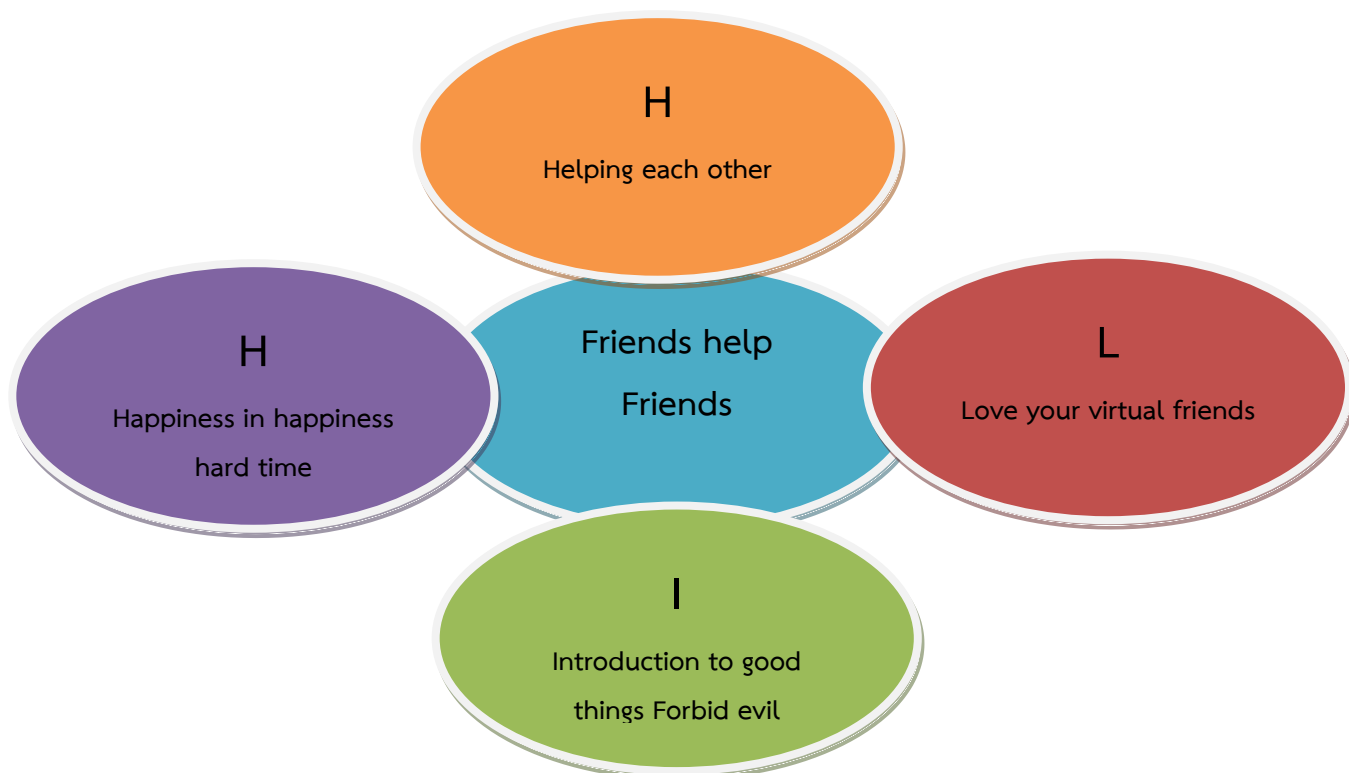 H
Helping each other
Friends help
Friends
H
Happiness in happiness
hard time
L
Love your virtual friends
I
Introduction to good
things Forbid evil